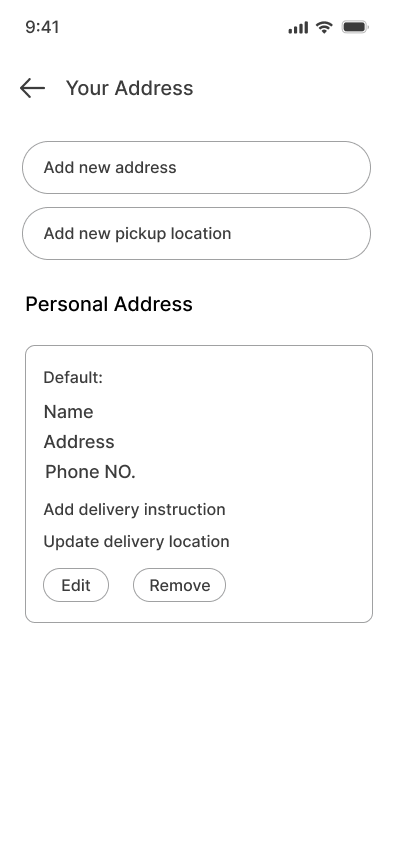 9:41
Your Address
Add new address
Add new pickup location
Personal Address
Default:
Name
Address
Phone NO.
Add delivery instruction
Update delivery location
Edit Remove